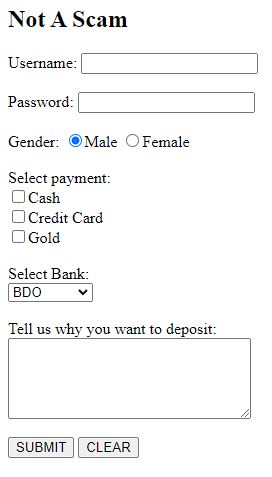 Not A Scam
Username:
Password:
Gender: Male Female
Select payment:
Cash
Credit Card
Gold
Select Bank:
BDO
Tell us why you want to deposit:
SUBMIT CLEAR